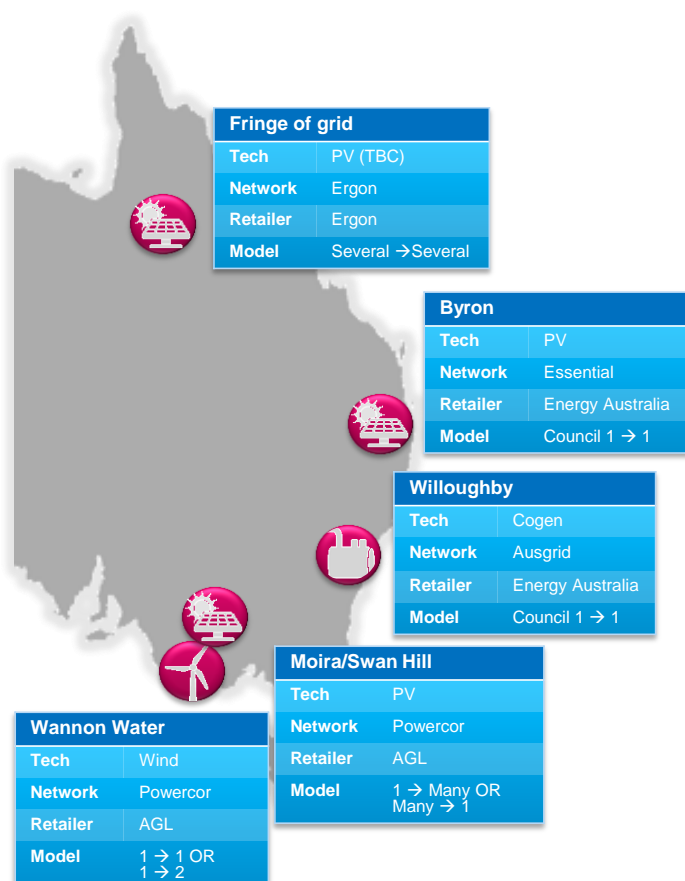 Fringe of grid
Tech PV (TBC)
Network Ergon
Retailer Ergon
Model Several →Several
Byron
Tech PV
Network Essential
Retailer Energy Australia
Model Council 1 → 1
Willoughby
Tech Cogen
Network Ausgrid
Retailer Energy Australia
Model Council 1 → 1
Moira/Swan Hill
Tech PV
Network Powercor
Retailer AGL
Model 1 → Many OR
Many → 1
Wannon Water
Tech Wind
Network Powercor
Retailer AGL
Model 1 → 1 OR
1 → 2